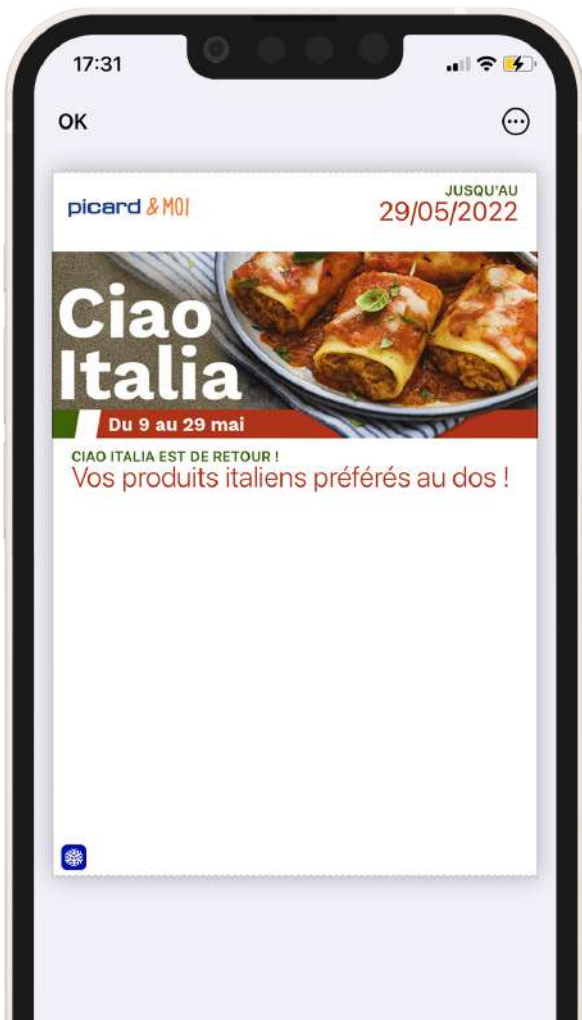 17:31
OK
picard & MOI
JUSQU'AU
29/05/2022
Ciao
Italia
Du 9 au 29 mai
CIAO ITALIA EST DE RETOUR !
Vos produits italiens préférés au dos !